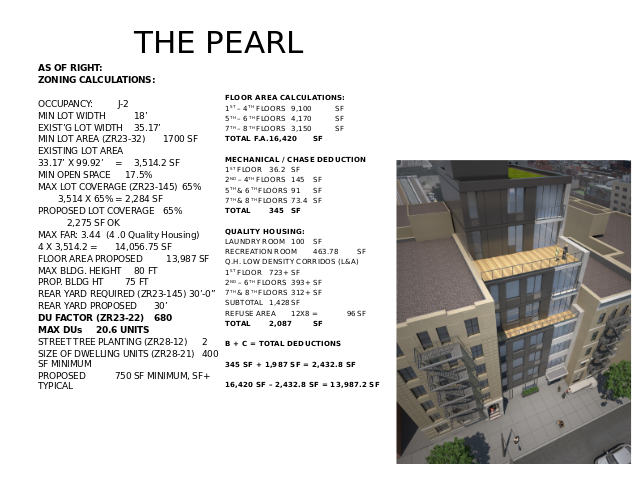 THE PEARL
AS OF RIGHT:
ZONING CALCULATIONS:
OCCUPANCY: J-2
MIN LOT WIDTH 18’
EXIST’G LOT WIDTH 35.17’
MIN LOT AREA (ZR23-32) 1700 SF
EXISTING LOT AREA
33.17’ X 99.92’ = 3,514.2 SF
MIN OPEN SPACE 17.5%
MAX LOT COVERAGE (ZR23-145) 65%
3,514 X 65% = 2,284 SF
PROPOSED LOT COVERAGE 65%
2,275 SF OK
MAX FAR: 3.44 (4 .0 Quality Housing)
4 X 3,514.2 = 14,056.75 SF
FLOOR AREA PROPOSED 13,987 SF
MAX BLDG. HEIGHT 80 FT
PROP. BLDG HT 75 FT
REAR YARD REQUIRED (ZR23-145) 30’-0”
REAR YARD PROPOSED 30’
DU FACTOR (ZR23-22) 680
MAX DUs 20.6 UNITS
STREET TREE PLANTING (ZR28-12) 2
SIZE OF DWELLING UNITS (ZR28-21) 400
SF MINIMUM
PROPOSED 750 SF MINIMUM, SF+
TYPICAL
FLOOR AREA CALCULATIONS:
1ST – 4TH FLOORS 9,100 SF
5TH – 6TH FLOORS 4,170 SF
7TH – 8TH FLOORS 3,150 SF
TOTAL F.A. 16,420 SF
MECHANICAL / CHASE DEDUCTION
1ST FLOOR 36.2 SF
2ND – 4TH FLOORS 145 SF
5TH & 6TH FLOORS 91 SF
7TH & 8TH FLOORS 73.4 SF
TOTAL 345 SF
QUALITY HOUSING:
LAUNDRY ROOM 100 SF
RECREATION ROOM 463.78 SF
Q.H. LOW DENSITY CORRIDOS (L&A)
1ST FLOOR 723+ SF
2ND – 6TH FLOORS 393+ SF
7TH & 8TH FLOORS 312+ SF
SUBTOTAL 1,428 SF
REFUSE AREA 12X8 = 96 SF
TOTAL 2,087 SF
B + C = TOTAL DEDUCTIONS
345 SF + 1,987 SF = 2,432.8 SF
16,420 SF – 2,432.8 SF = 13,987.2 SF